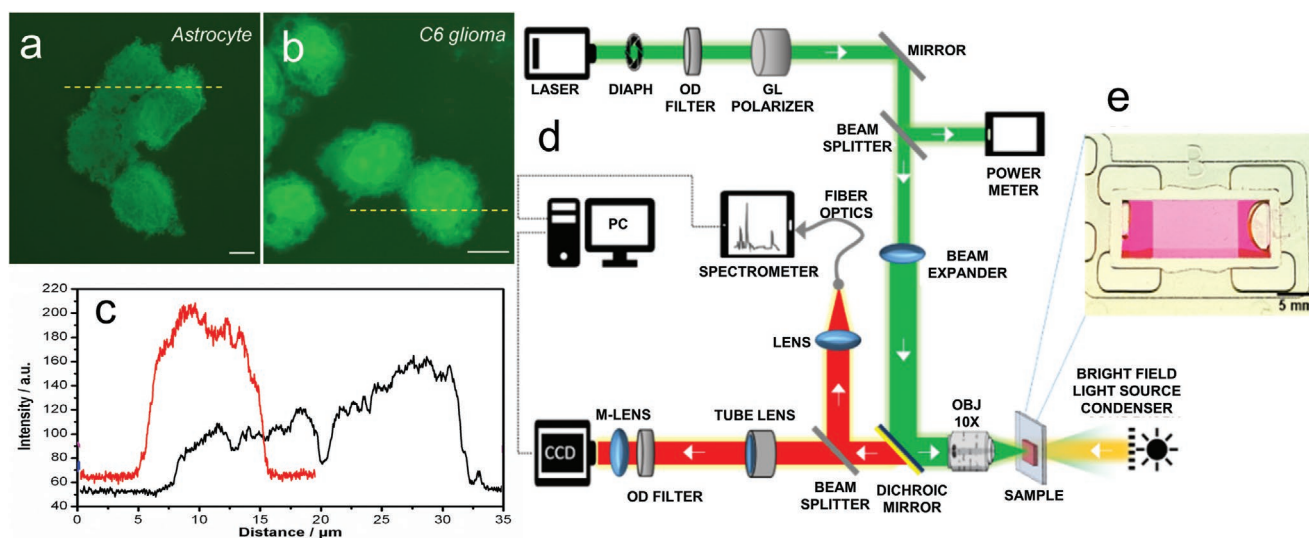 a
Astrocyte
b
C6 glioma
c
220
200
180
160
140
120
100
80
60
40
Intensity / a.u.
0
5
10
15
20
25
30
35
Distance / µm
d
LASER
DIAPH
OD
FILTER
GL
POLARIZER
MIRROR
BEAM
SPLITTER
POWER
METER
PC
SPECTROMETER
FIBER
OPTICS
BEAM
EXPANDER
LENS
CCD
M-LENS
OD FILTER
TUBE LENS
BEAM
SPLITTER
DICHROIC
MIRROR
OBJ
10X
SAMPLE
BRIGHT FIELD
LIGHT SOURCE
CONDENSER
e
B
5 mm